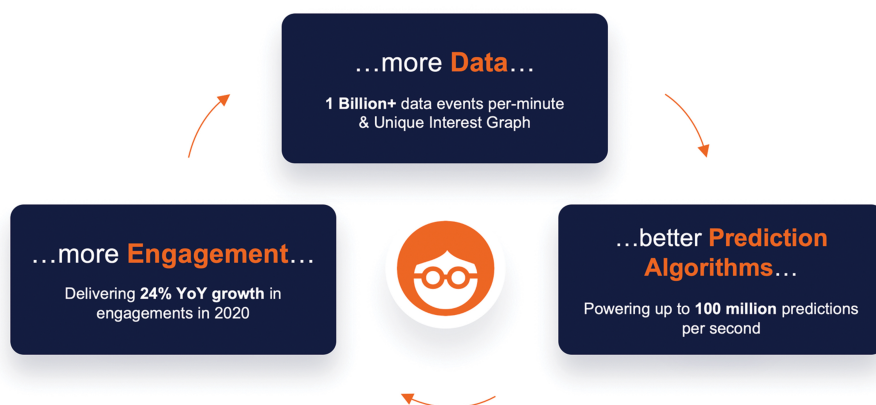 …more Data…
1 Billion+ data events per-minute
& Unique Interest Graph
…better Prediction
Algorithms…
Powering up to 100 million predictions
per second
…more Engagement…
Delivering 24% YoY growth in
engagements in 2020